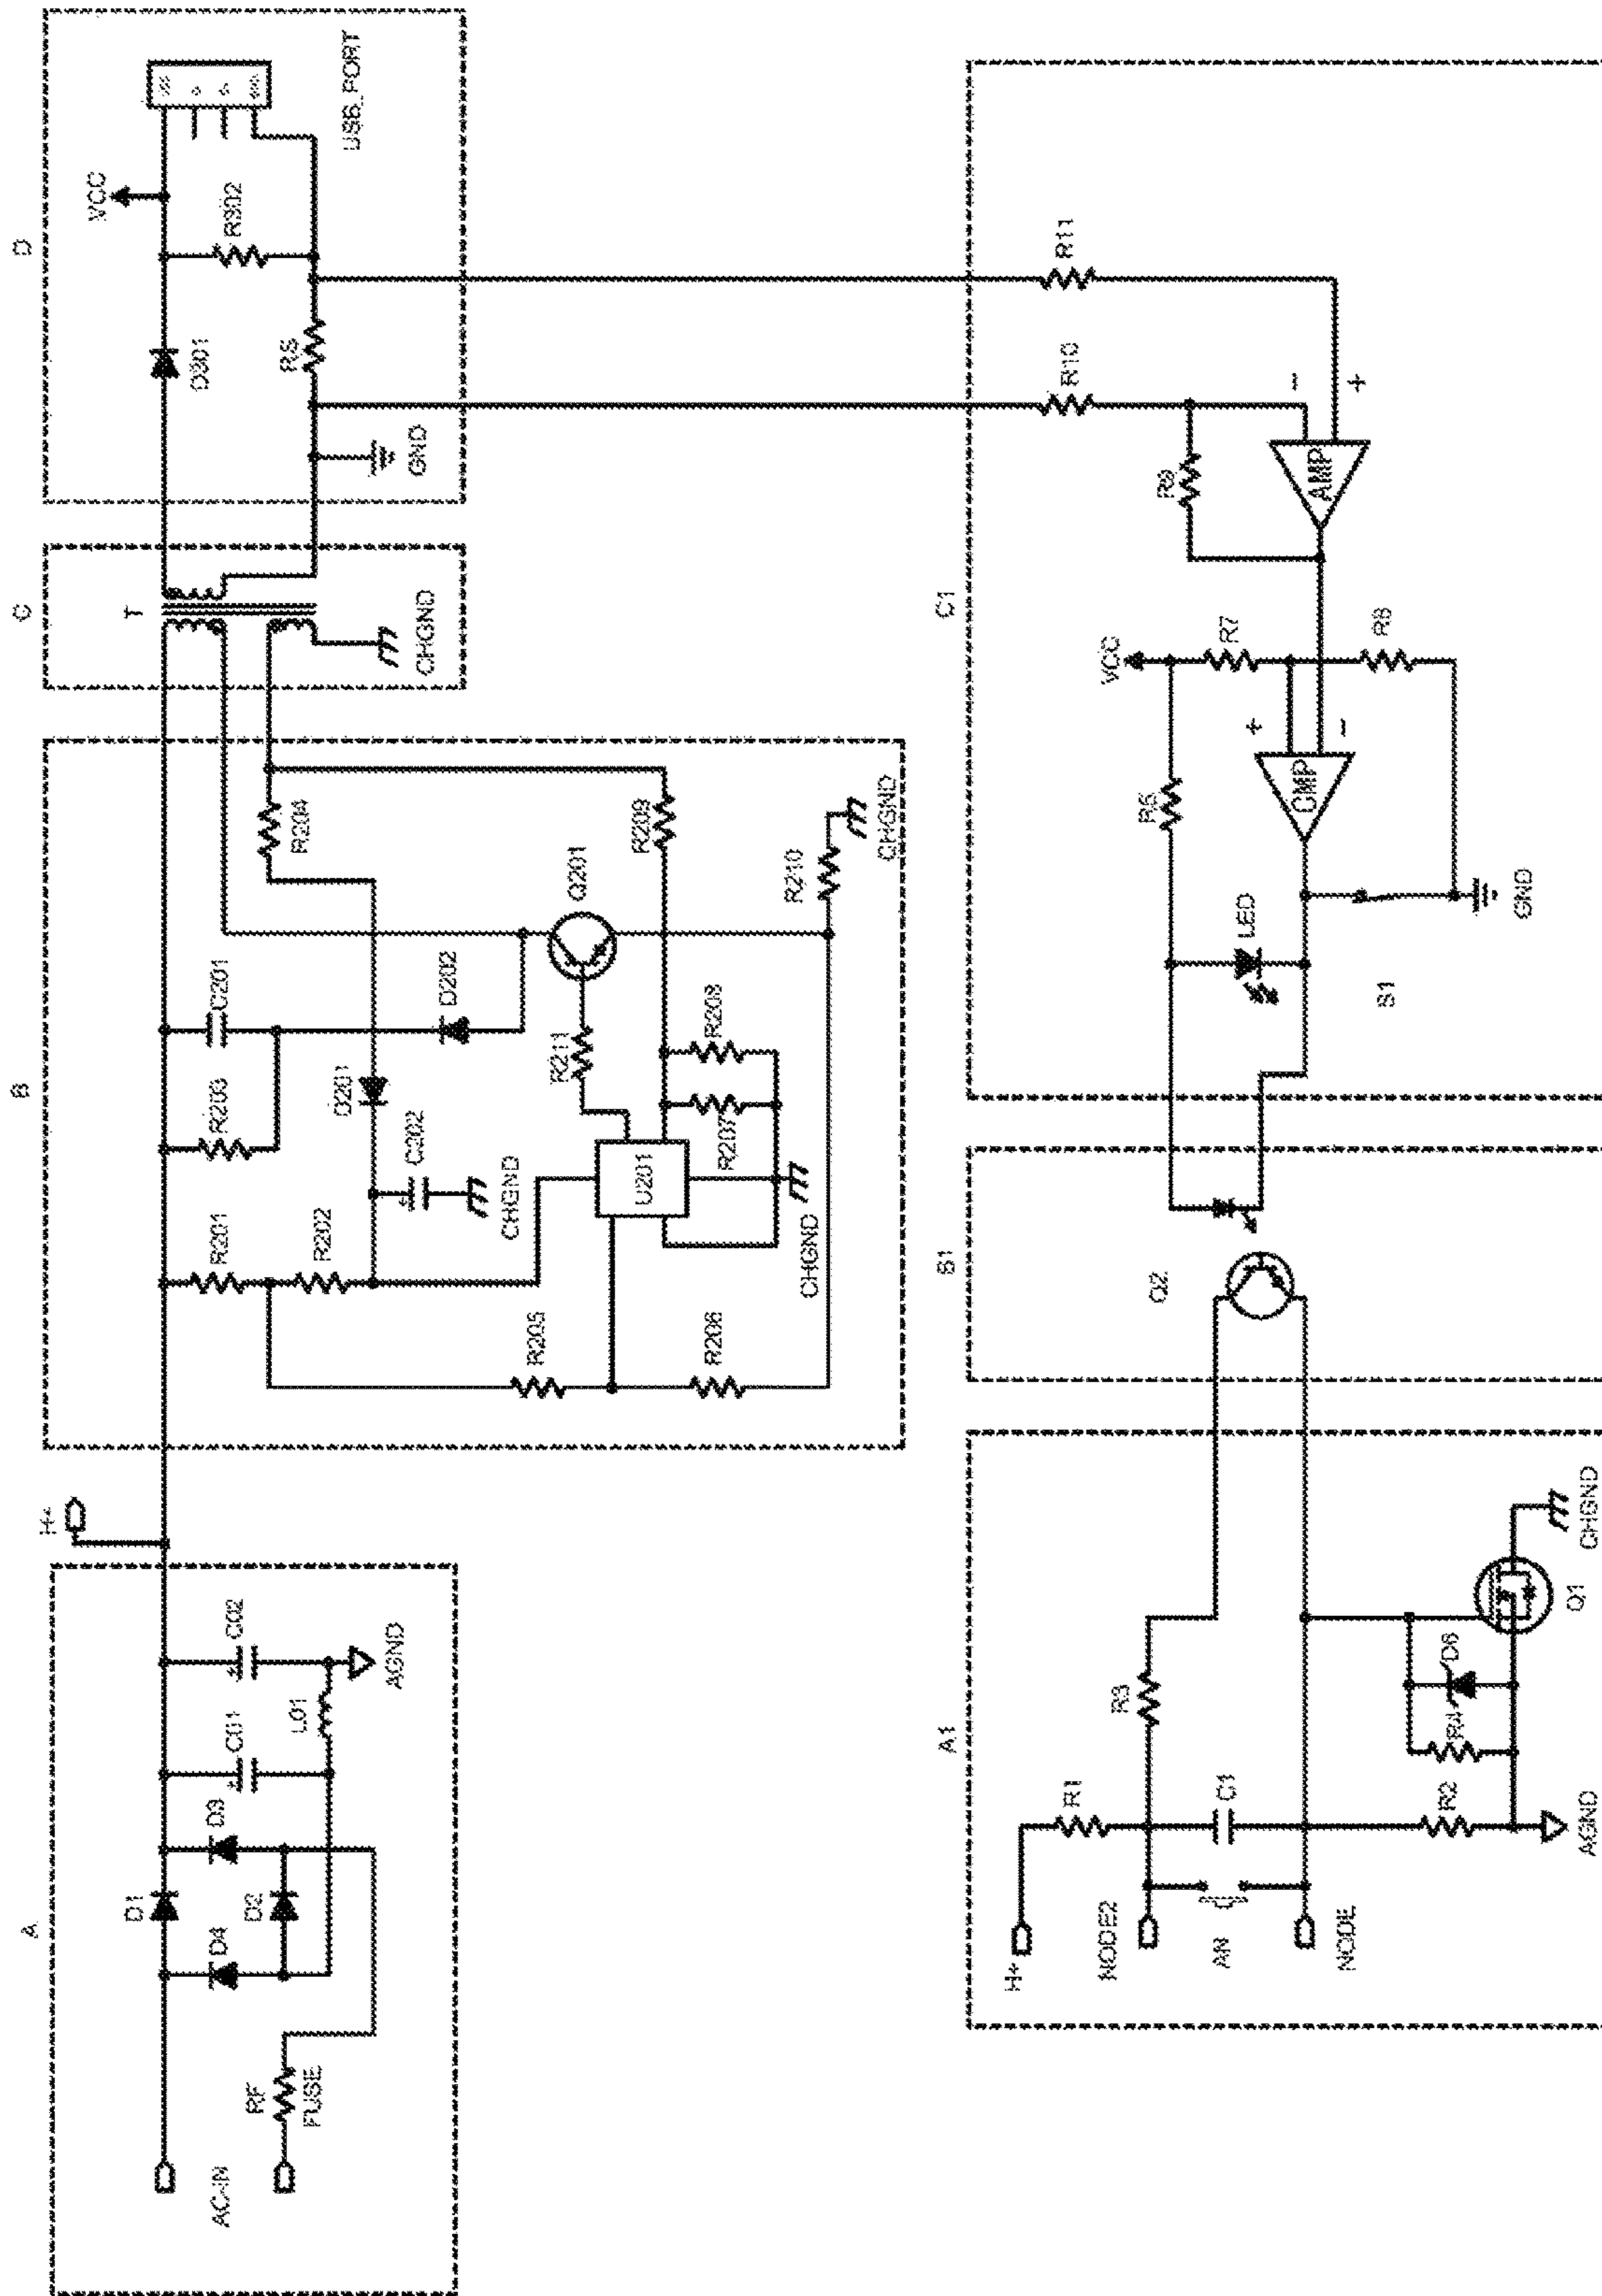 A
AC-IN
RF
FUSE
D1
D4
D2
D3
C01
C02
L01
AGND
H+
B
R201
R202
R203
C201
D201
C202
CHGND
D202
R204
R205
R206
U201
R207
R208
R211
Q201
R209
R210
CHGND
CHGND
C
T
CHGND
D
D301
RS
GND
R302
VCC
USB_PORT
A1
H+
NODE2
AN
NODE
R1
C1
R2
AGND
R3
R4
D6
Q1
CHGND
B1
Q2
C1
S1
LED
GND
R5
CMP
+
-
VCC
R7
R8
R9
AMP
-
+
R10
R11